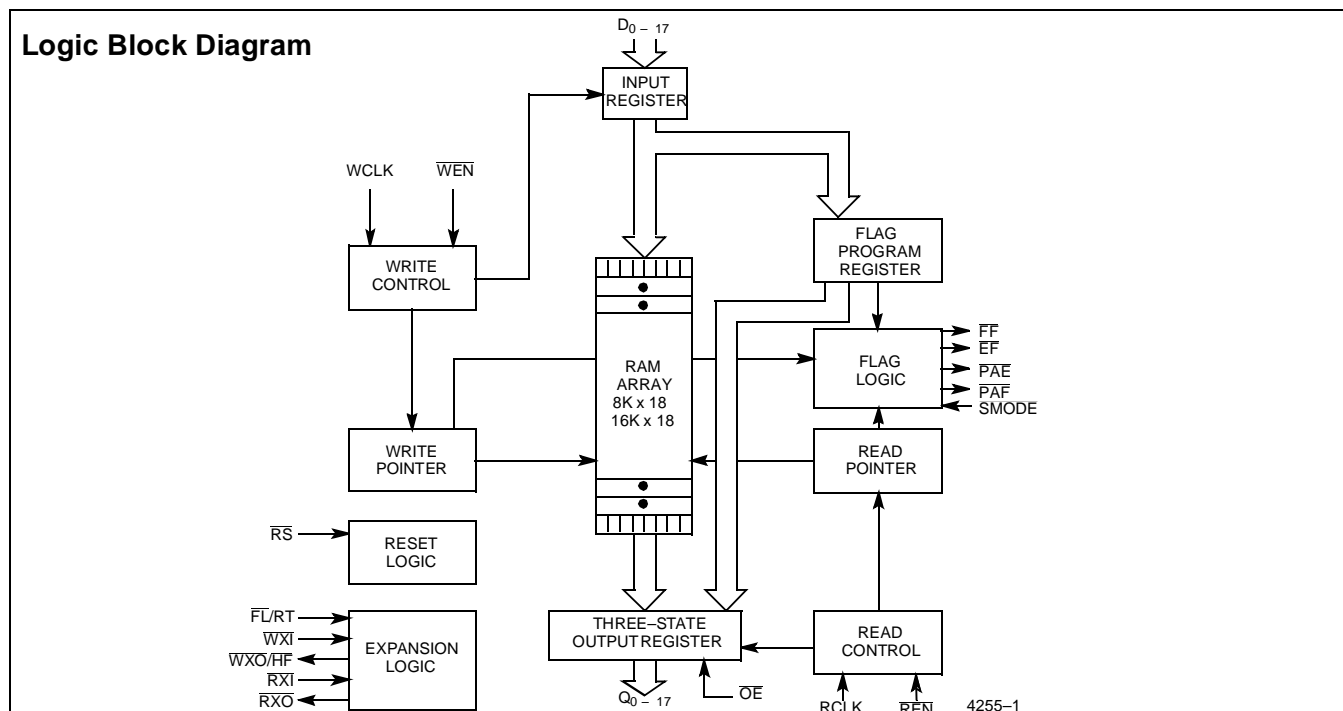 Logic Block Diagram
D0 – 17
INPUT
REGISTER
WCLK
WEN
WRITE
CONTROL
FLAG
PROGRAM
REGISTER
RAM
ARRAY
8K x 18
16K x 18
FLAG
LOGIC
FF
EF
PAE
PAF
SMODE
WRITE
POINTER
READ
POINTER
RS
RESET
LOGIC
FL/RT
WXI
WXO/HF
RXI
RXO
EXPANSION
LOGIC
THREE–STATE
OUTPUT REGISTER
READ
CONTROL
Q0 – 17
OE
RCLK
REN
4255–1